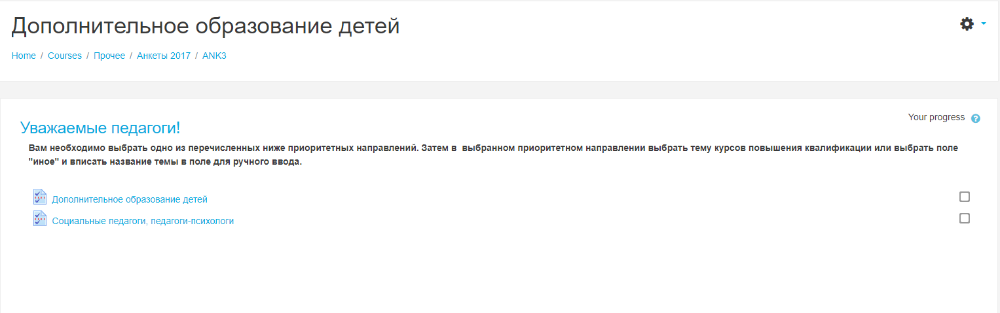 Дополнительное образование детей
Home / Courses / Прочее / Анкеты 2017 / ANK3
Your progress
Уважаемые педагоги!
Вам необходимо выбрать одно из перечисленных ниже приоритетных направлений. Затем в  выбранном приоритетном направлении выбрать тему курсов повышения квалификации или выбрать поле
"иное" и вписать название темы в поле для ручного ввода.
Дополнительное образование детей
Социальные педагоги, педагоги-психологи